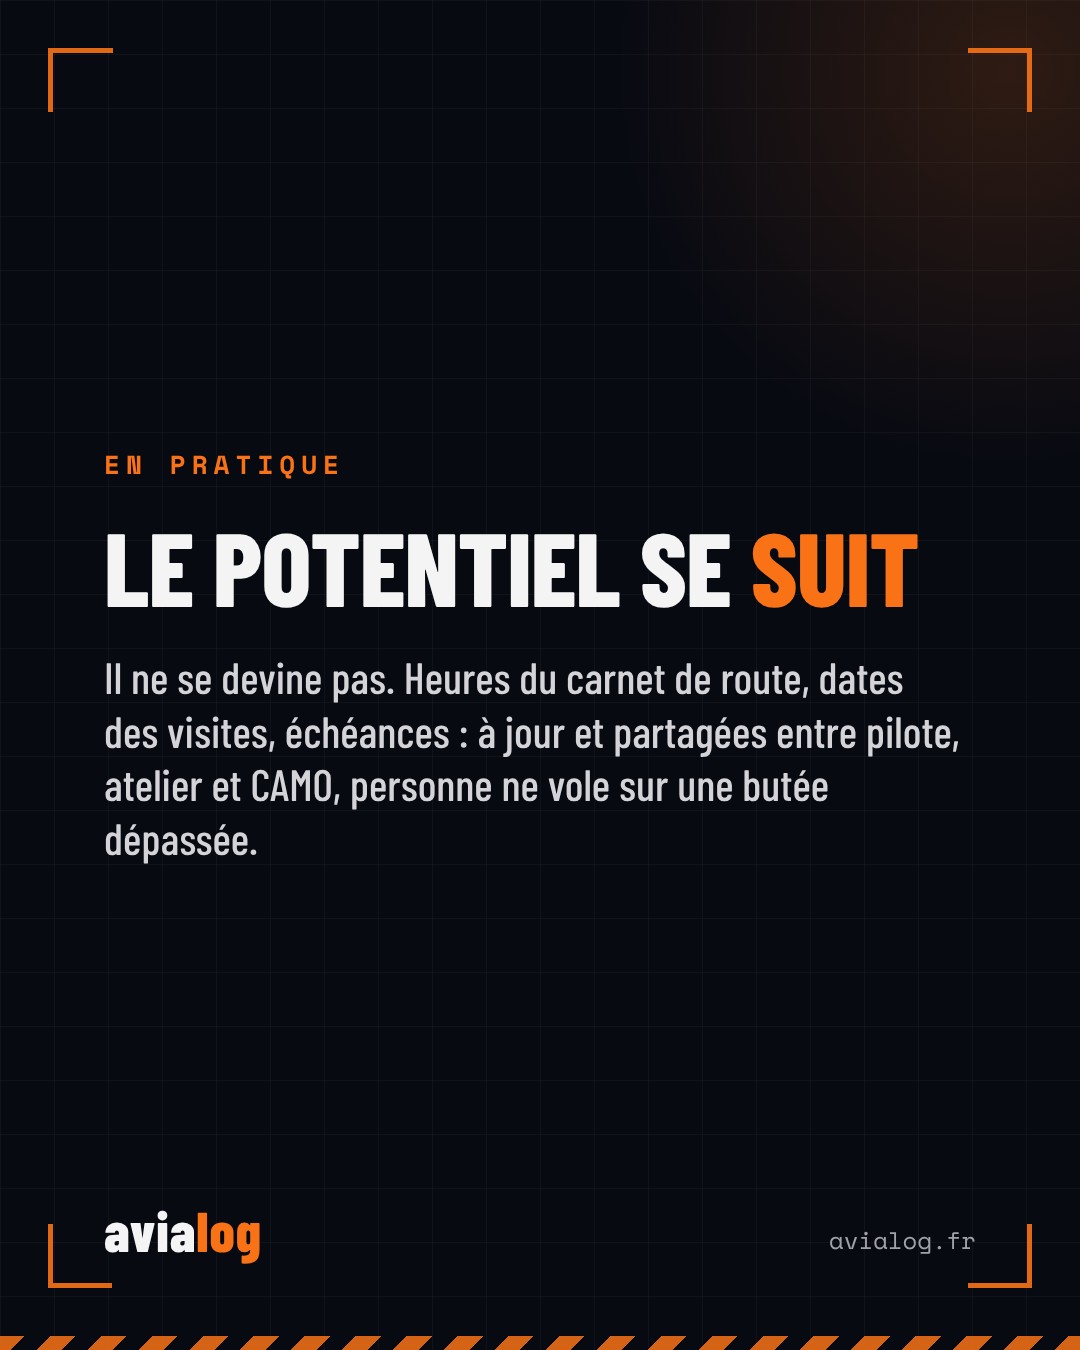 EN PRATIQUE
LE POTENTIEL SE SUIT
Il ne se devine pas. Heures du carnet de route, dates
des visites, échéances : à jour et partagées entre pilote,
atelier et CAMO, personne ne vole sur une butée
dépassée.
avialog
avialog.fr